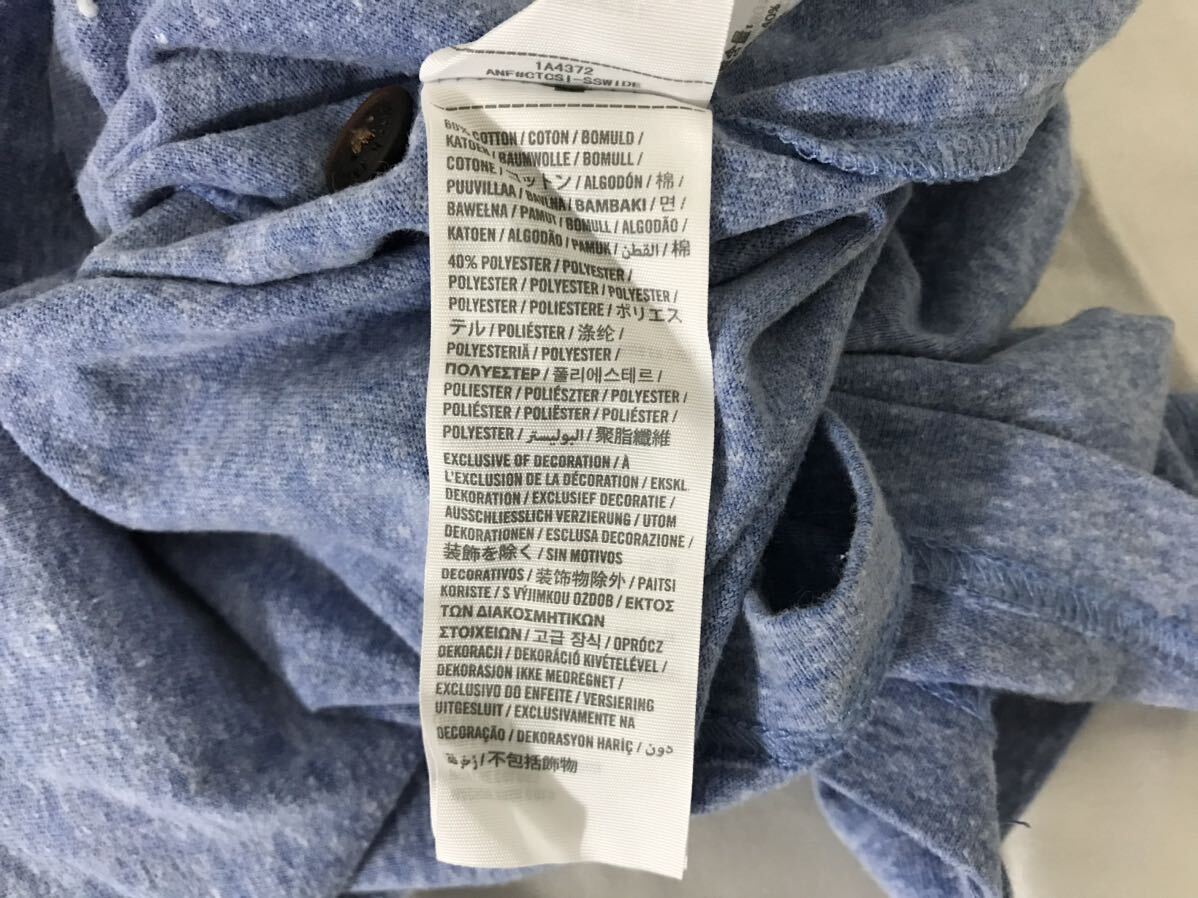 1A4372
ANF#CTCSI-SSWIDE
60% COTTON / COTON / BOMULD /
KATOEN / BAUMWOLLE / BOMULL /
COTONE / コットン / ALGODÓN / 棉 /
PUUVILLAA / BAVLNA / BAMBAKI / 면 /
BAWEŁNA / PAMUT / BOMULL / ALGODÃO /
KATOEN / ALGODÃO / PAMUK / القطن / 棉
40% POLYESTER / POLYESTER /
POLYESTER / POLYESTER / POLYESTER /
POLYESTER / POLIESTERE / ポリエス
テル / POLIÉSTER / 涤纶 /
POLYESTERIÄ / POLYESTER /
ΠΟΛΥΕΣΤΕΡ / 폴리에스테르 /
POLIESTER / POLIÉSZTER / POLYESTER /
POLIÉSTER / POLIËSTER / POLIÉSTER /
POLYESTER / البوليستر / 聚脂纖維
EXCLUSIVE OF DECORATION / À
L'EXCLUSION DE LA DÉCORATION / EKSKL.
DEKORATION / EXCLUSIEF DECORATIE /
AUSSCHLIESSLICH VERZIERUNG / UTOM
DEKORATIONEN / ESCLUSA DECORAZIONE /
装飾を除く / SIN MOTIVOS
DECORATIVOS / 装饰物除外 / PAITSI
KORISTE / S VÝJIMKOU OZDOB / ΕΚΤΟΣ
ΤΩΝ ΔΙΑΚΟΣΜΗΤΙΚΩΝ
ΣΤΟΙΧΕΙΩΝ / 고급 장식 / OPRÓCZ
DEKORACJI / DEKORÁCIÓ KIVÉTELÉVEL /
DEKORASJON IKKE MEDREGNET /
EXCLUSIVO DO ENFEITE / VERSIERING
UITGESLUIT / EXCLUSIVAMENTE NA
DECORAÇÃO / DEKORASYON HARİÇ / دون
/ 不包括飾物